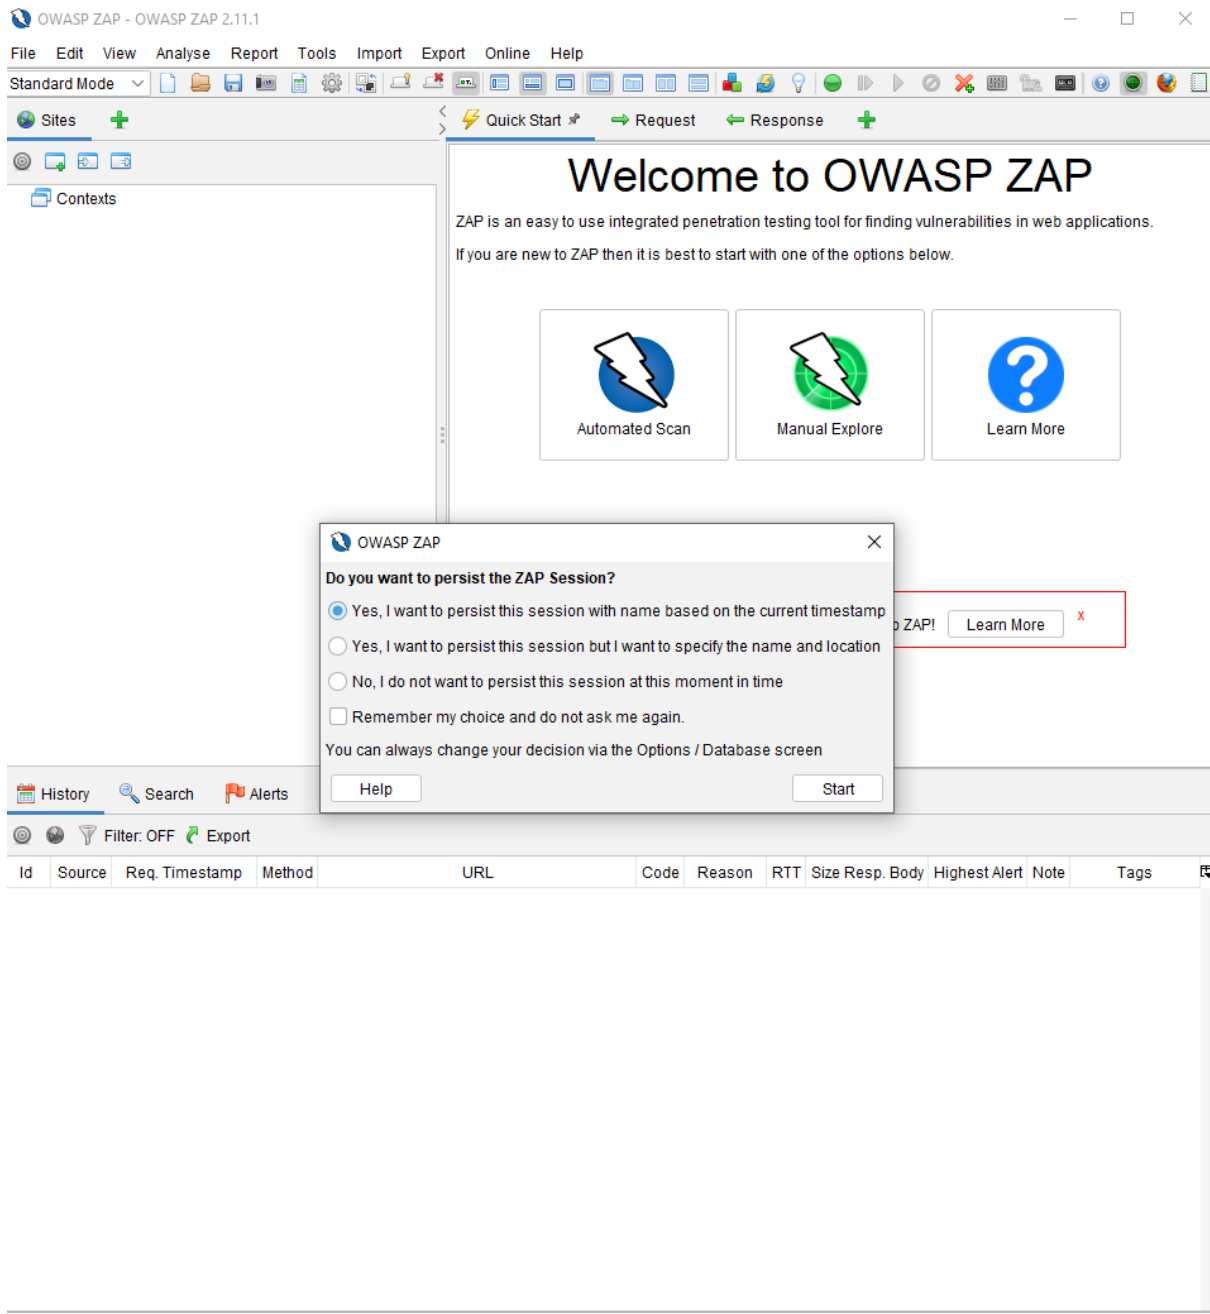 OWASP ZAP - OWASP ZAP 2.11.1
File Edit View Analyse Report Tools Import Export Online Help
Standard Mode
Sites
Quick Start Request Response
Contexts
Welcome to OWASP ZAP
ZAP is an easy to use integrated penetration testing tool for finding vulnerabilities in web applications.
If you are new to ZAP then it is best to start with one of the options below.
Automated Scan Manual Explore Learn More
OWASP ZAP
Do you want to persist the ZAP Session?
Yes, I want to persist this session with name based on the current timestamp
Yes, I want to persist this session but I want to specify the name and location
No, I do not want to persist this session at this moment in time
Remember my choice and do not ask me again.
You can always change your decision via the Options / Database screen
Help Start
ZAP! Learn More X
History Search Alerts
Filter: OFF Export
Id Source Req. Timestamp Method URL Code Reason RTT Size Resp. Body Highest Alert Note Tags